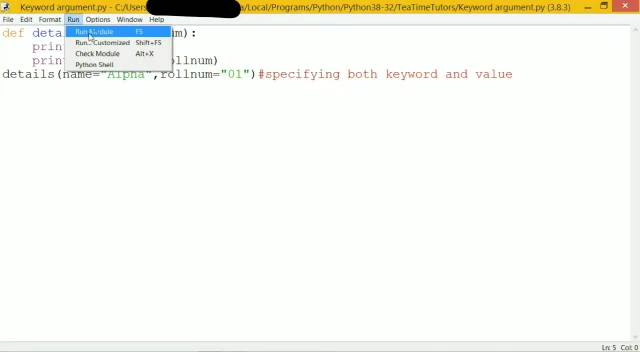 Keyword argument.py - C:/Users a/Local/Programs/Python/Python38-32/TeaTimeTutors/Keyword argument.py (3.8.3)
File Edit Format Run Options Window Help
def deta um):
Run Module F5
Run... Customized Shift+F5
prin
Check Module Alt+X
prin ollnum)
Python Shell
details(name="Alpha",rollnum="01")#specifying both keyword and value
Ln: 5 Col: 0